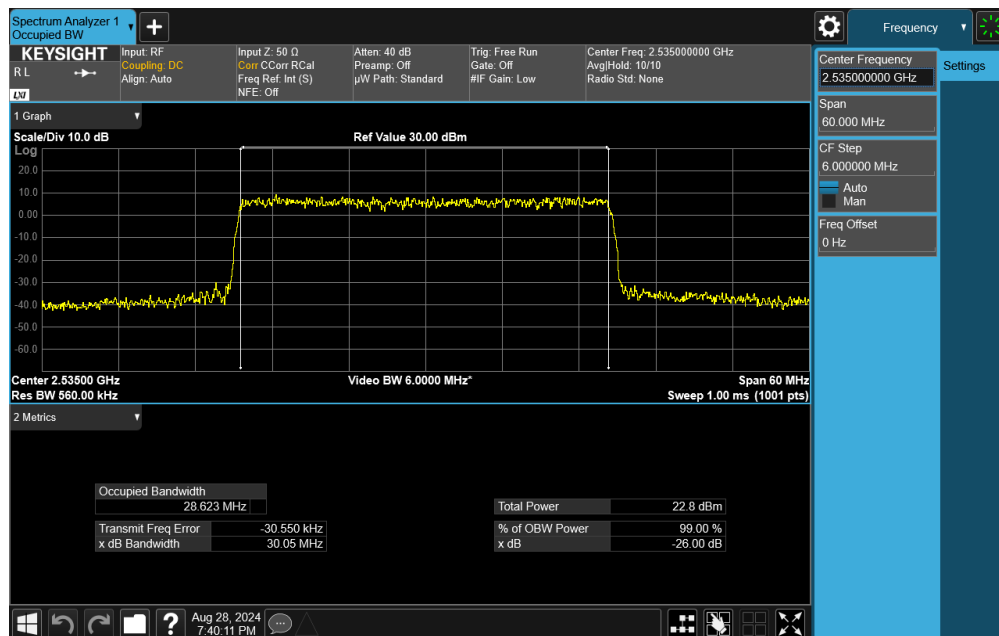 Spectrum Analyzer 1
Occupied BW
Frequency
KEYSIGHT
R L
LXI
Input: RF
Coupling: DC
Align: Auto
Input Z: 50 Ω
Corr CCorr RCal
Freq Ref: Int (S)
NFE: Off
Atten: 40 dB
Preamp: Off
µW Path: Standard
Trig: Free Run
Gate: Off
#IF Gain: Low
Center Freq: 2.535000000 GHz
Avg|Hold: 10/10
Radio Std: None
Center Frequency
2.535000000 GHz
Settings
Span
60.000 MHz
CF Step
6.000000 MHz
Auto
Man
Freq Offset
0 Hz
1 Graph
Scale/Div 10.0 dB
Ref Value 30.00 dBm
Log
20.0
10.0
0.00
-10.0
-20.0
-30.0
-40.0
-50.0
-60.0
Center 2.53500 GHz
Video BW 6.0000 MHz*
Span 60 MHz
Res BW 560.00 kHz
Sweep 1.00 ms (1001 pts)
2 Metrics
Occupied Bandwidth
28.623 MHz
Total Power 22.8 dBm
Transmit Freq Error -30.550 kHz
% of OBW Power 99.00 %
x dB Bandwidth 30.05 MHz
x dB -26.00 dB
?
Aug 28, 2024
7:40:11 PM